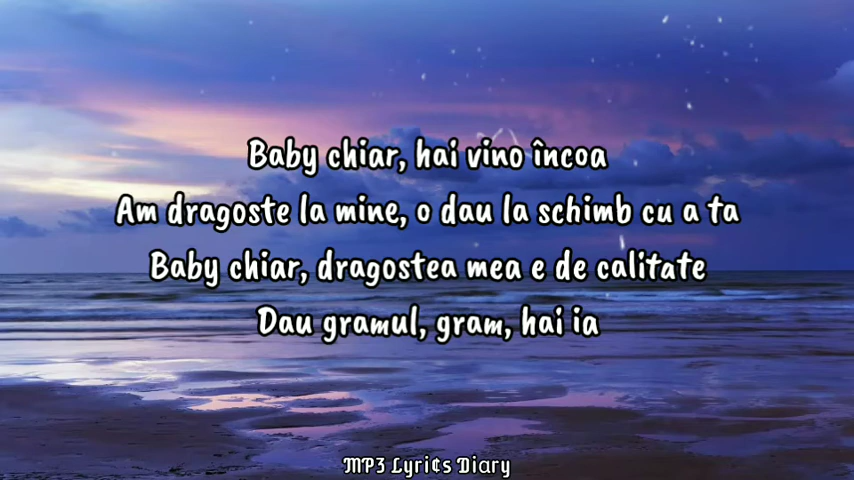 Baby chiar, hai vino încoa
Am dragoste la mine, o dau la schimb cu a ta
Baby chiar, dragostea mea e de calitate
Dau gramul, gram, hai ia
MP3 Lyri¢s Diary